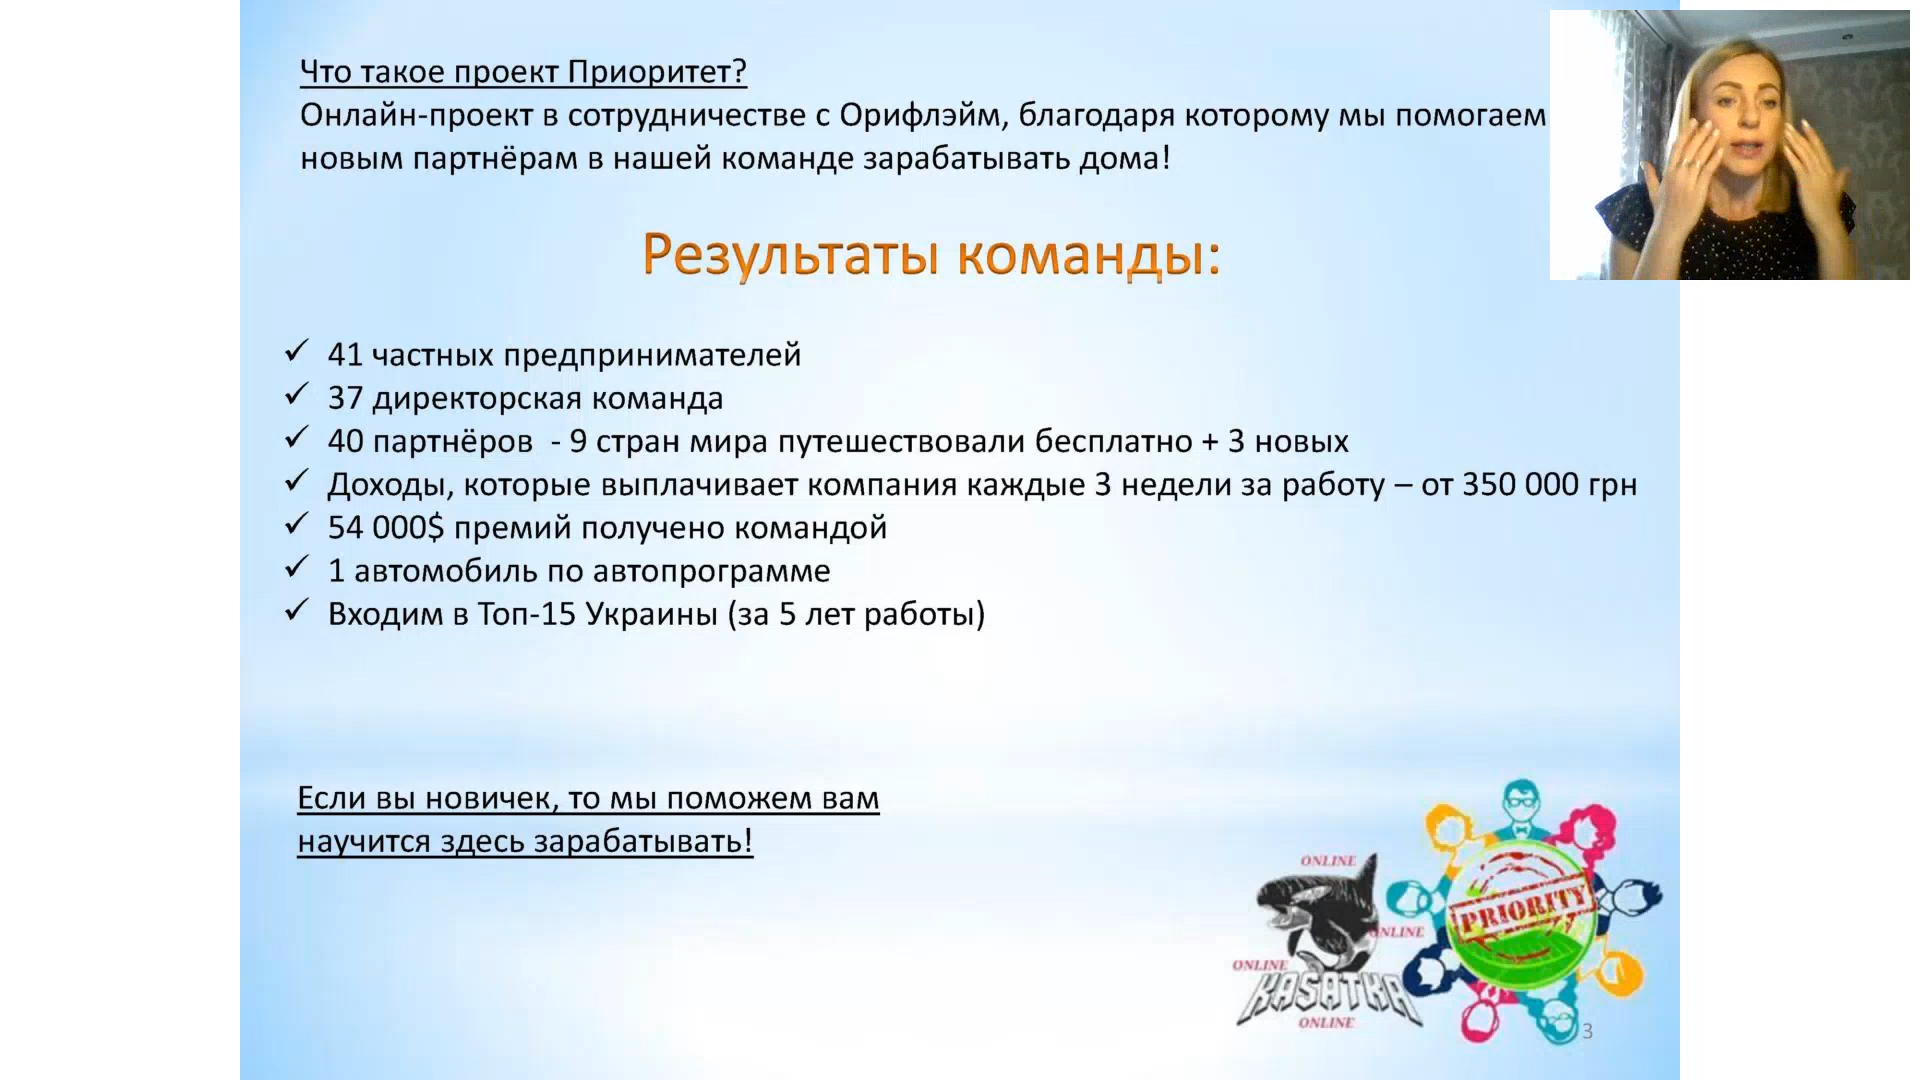 Что такое проект Приоритет?
Онлайн-проект в сотрудничестве с Орифлэйм, благодаря которому мы помогаем
новым партнёрам в нашей команде зарабатывать дома!
Результаты команды:
✓ 41 частных предпринимателей
✓ 37 директорская команда
✓ 40 партнёров - 9 стран мира путешествовали бесплатно + 3 новых
✓ Доходы, которые выплачивает компания каждые 3 недели за работу – от 350 000 грн
✓ 54 000$ премий получено командой
✓ 1 автомобиль по автопрограмме
✓ Входим в Топ-15 Украины (за 5 лет работы)
Если вы новичек, то мы поможем вам
научится здесь зарабатывать!
ONLINE
PRIORITY
ONLINE
ONLINE
KASATKA
ONLINE
3